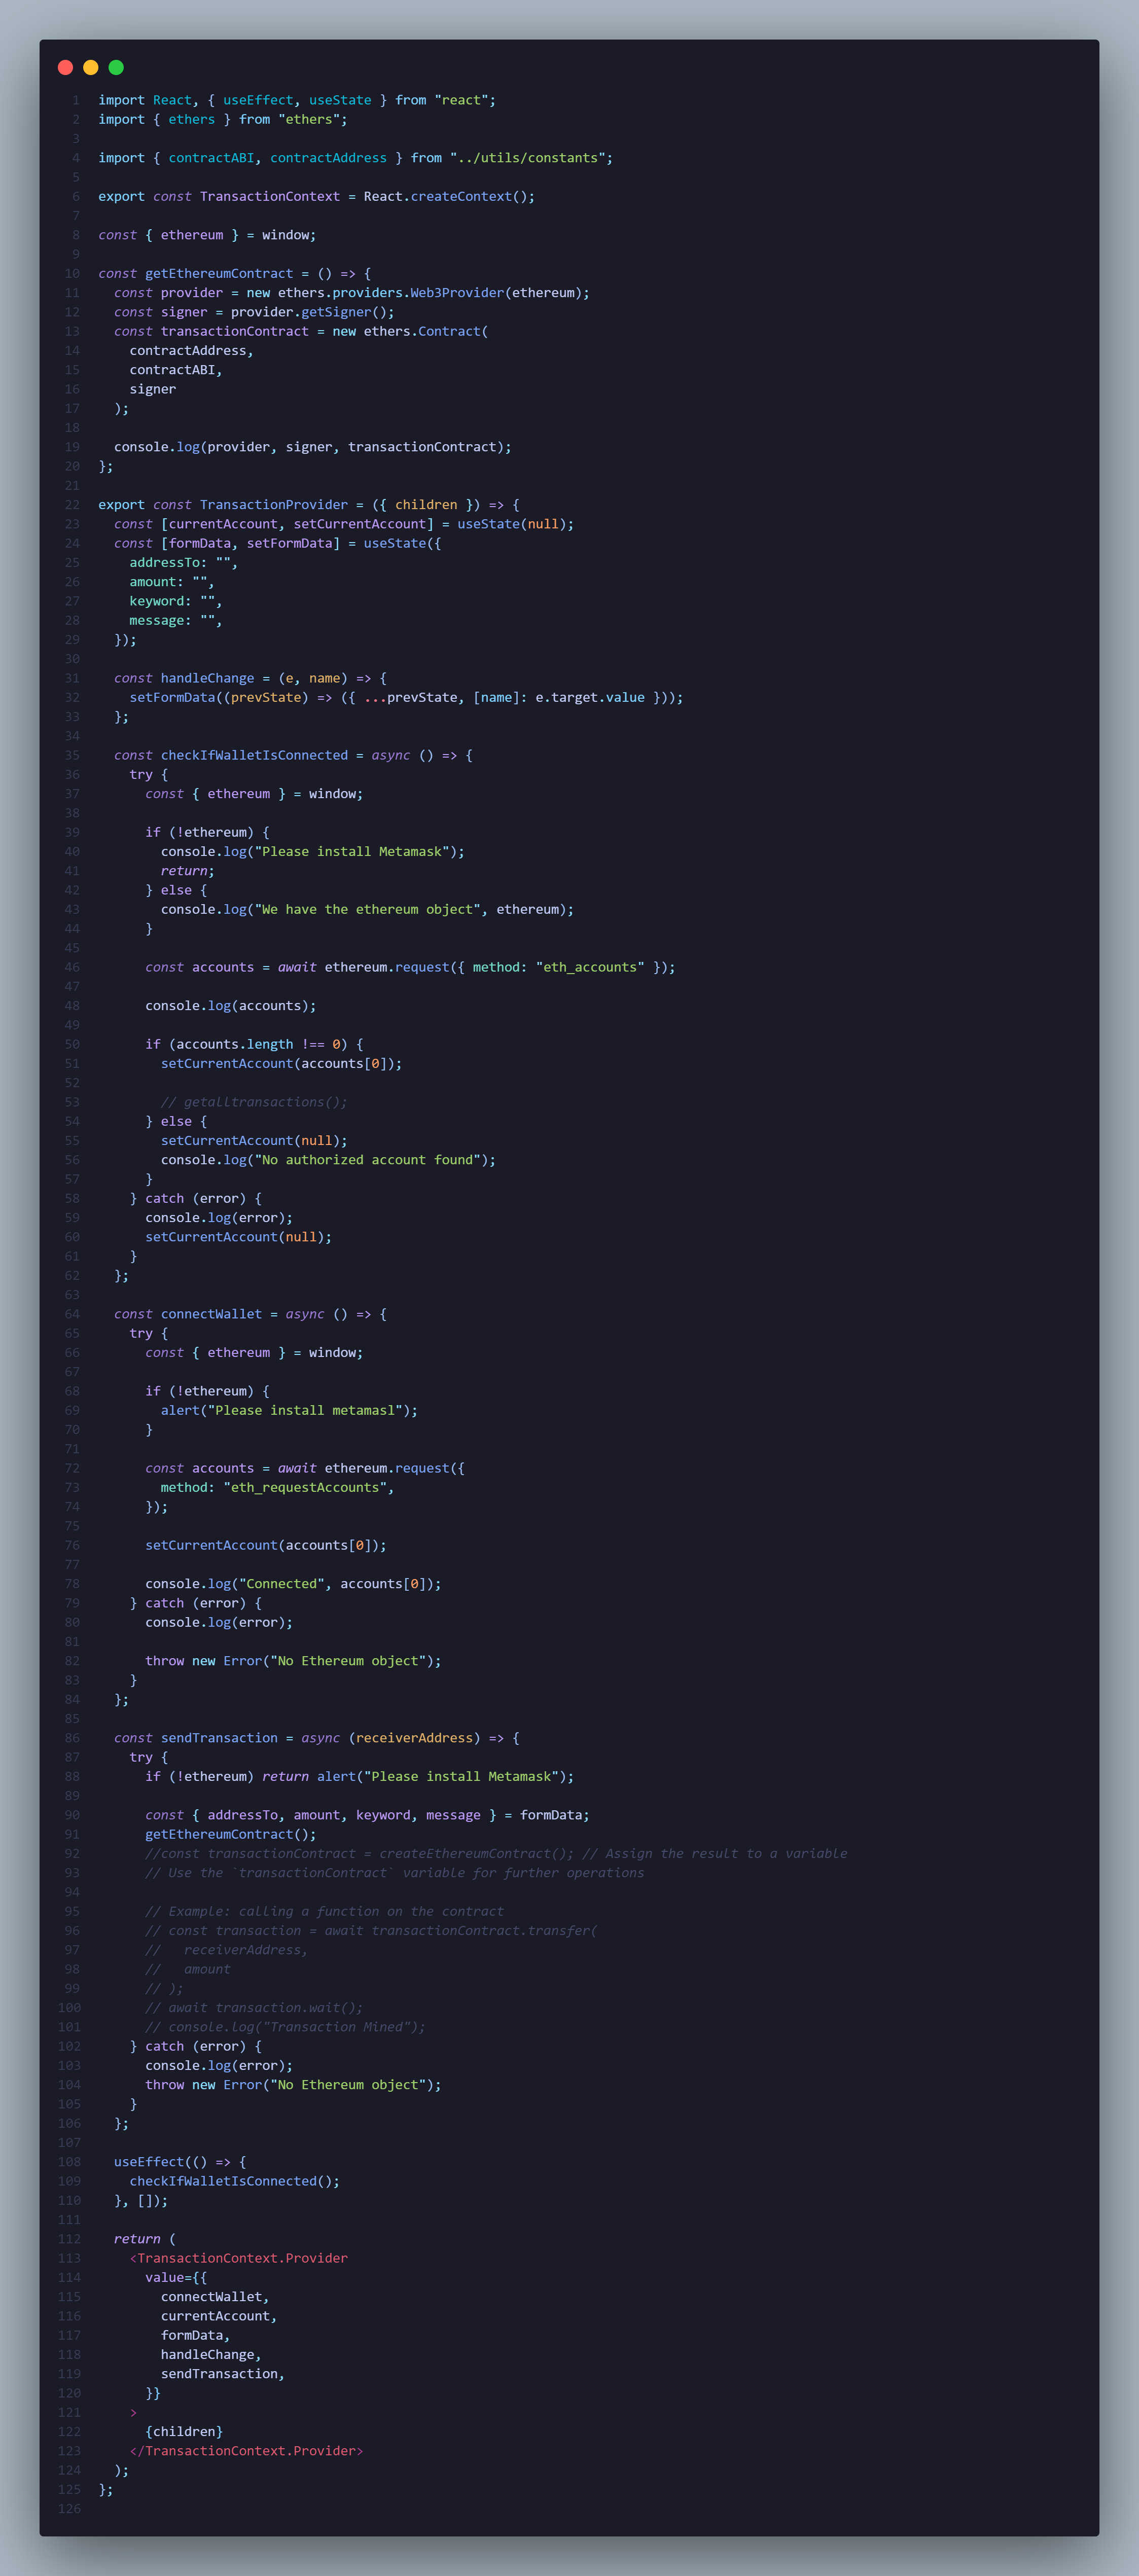 1 import React, { useEffect, useState } from "react";
2 import { ethers } from "ethers";
3
4 import { contractABI, contractAddress } from "../utils/constants";
5
6 export const TransactionContext = React.createContext();
7
8 const { ethereum } = window;
9
10 const getEthereumContract = () => {
11   const provider = new ethers.providers.Web3Provider(ethereum);
12   const signer = provider.getSigner();
13   const transactionContract = new ethers.Contract(
14     contractAddress,
15     contractABI,
16     signer
17   );
18
19   console.log(provider, signer, transactionContract);
20 };
21
22 export const TransactionProvider = ({ children }) => {
23   const [currentAccount, setCurrentAccount] = useState(null);
24   const [formData, setFormData] = useState({
25     addressTo: "",
26     amount: "",
27     keyword: "",
28     message: "",
29   });
30
31   const handleChange = (e, name) => {
32     setFormData((prevState) => ({ ...prevState, [name]: e.target.value }));
33   };
34
35   const checkIfWalletIsConnected = async () => {
36     try {
37       const { ethereum } = window;
38
39       if (!ethereum) {
40         console.log("Please install Metamask");
41         return;
42       } else {
43         console.log("We have the ethereum object", ethereum);
44       }
45
46       const accounts = await ethereum.request({ method: "eth_accounts" });
47
48       console.log(accounts);
49
50       if (accounts.length !== 0) {
51         setCurrentAccount(accounts[0]);
52
53         // getalltransactions();
54       } else {
55         setCurrentAccount(null);
56         console.log("No authorized account found");
57       }
58     } catch (error) {
59       console.log(error);
60       setCurrentAccount(null);
61     }
62   };
63
64   const connectWallet = async () => {
65     try {
66       const { ethereum } = window;
67
68       if (!ethereum) {
69         alert("Please install metamasl");
70       }
71
72       const accounts = await ethereum.request({
73         method: "eth_requestAccounts",
74       });
75
76       setCurrentAccount(accounts[0]);
77
78       console.log("Connected", accounts[0]);
79     } catch (error) {
80       console.log(error);
81
82       throw new Error("No Ethereum object");
83     }
84   };
85
86   const sendTransaction = async (receiverAddress) => {
87     try {
88       if (!ethereum) return alert("Please install Metamask");
89
90       const { addressTo, amount, keyword, message } = formData;
91       getEthereumContract();
92       //const transactionContract = createEthereumContract(); // Assign the result to a variable
93       // Use the `transactionContract` variable for further operations
94
95       // Example: calling a function on the contract
96       // const transaction = await transactionContract.transfer(
97       //   receiverAddress,
98       //   amount
99       // );
100       // await transaction.wait();
101       // console.log("Transaction Mined");
102     } catch (error) {
103       console.log(error);
104       throw new Error("No Ethereum object");
105     }
106   };
107
108   useEffect(() => {
109     checkIfWalletIsConnected();
110   }, []);
111
112   return (
113     <TransactionContext.Provider
114       value={{
115         connectWallet,
116         currentAccount,
117         formData,
118         handleChange,
119         sendTransaction,
120       }}
121     >
122       {children}
123     </TransactionContext.Provider>
124   );
125 };
126